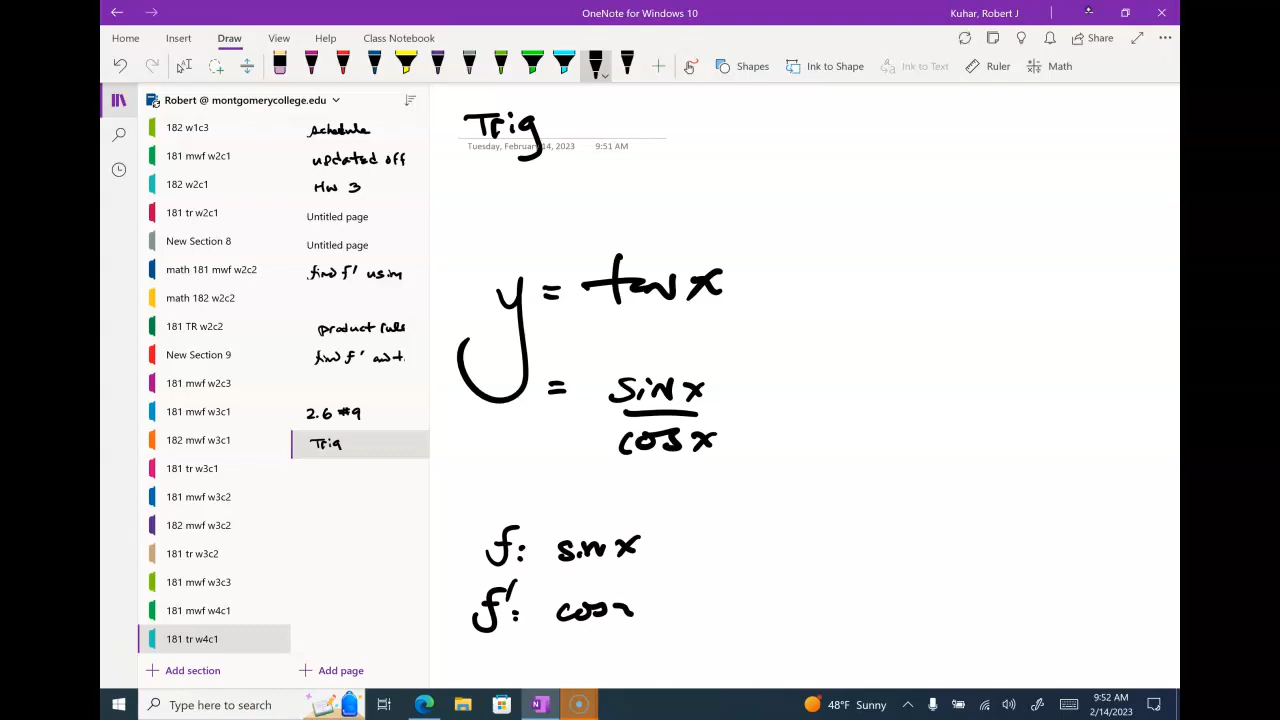 OneNote for Windows 10
Kuhar, Robert J
Home Insert Draw View Help Class Notebook
Share
Shapes Ink to Shape Ink to Text Ruler Math
Robert @ montgomerycollege.edu
182 w1c3
181 mwf w2c1
182 w2c1
181 tr w2c1
New Section 8
math 181 mwf w2c2
math 182 w2c2
181 TR w2c2
New Section 9
181 mwf w2c3
181 mwf w3c1
182 mwf w3c1
181 tr w3c1
181 mwf w3c2
182 mwf w3c2
181 tr w3c2
181 mwf w3c3
181 mwf w4c1
181 tr w4c1
Add section
schedule
updated off
HW 3
Untitled page
Untitled page
find f' usin
product rule
find f' and
2.6 #9
Trig
Add page
Trig
Tuesday, February 14, 2023 9:51 AM
y = tan x
= sin x
cos x
f: sin x
f': cos
Type here to search
48°F Sunny
9:52 AM
2/14/2023